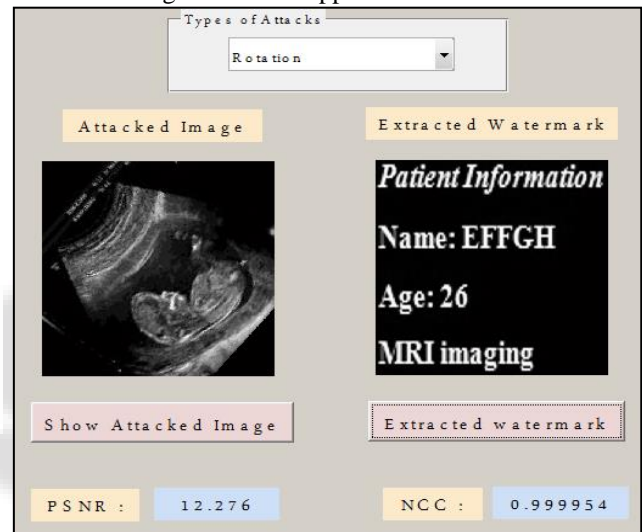 Types of Attacks
Rotation
Attacked Image
Extracted Watermark
Patient Information
Name: EFFGH
Age: 26
MRI imaging
Show Attacked Image
Extracted watermark
PSNR :
12.276
NCC :
0.999954